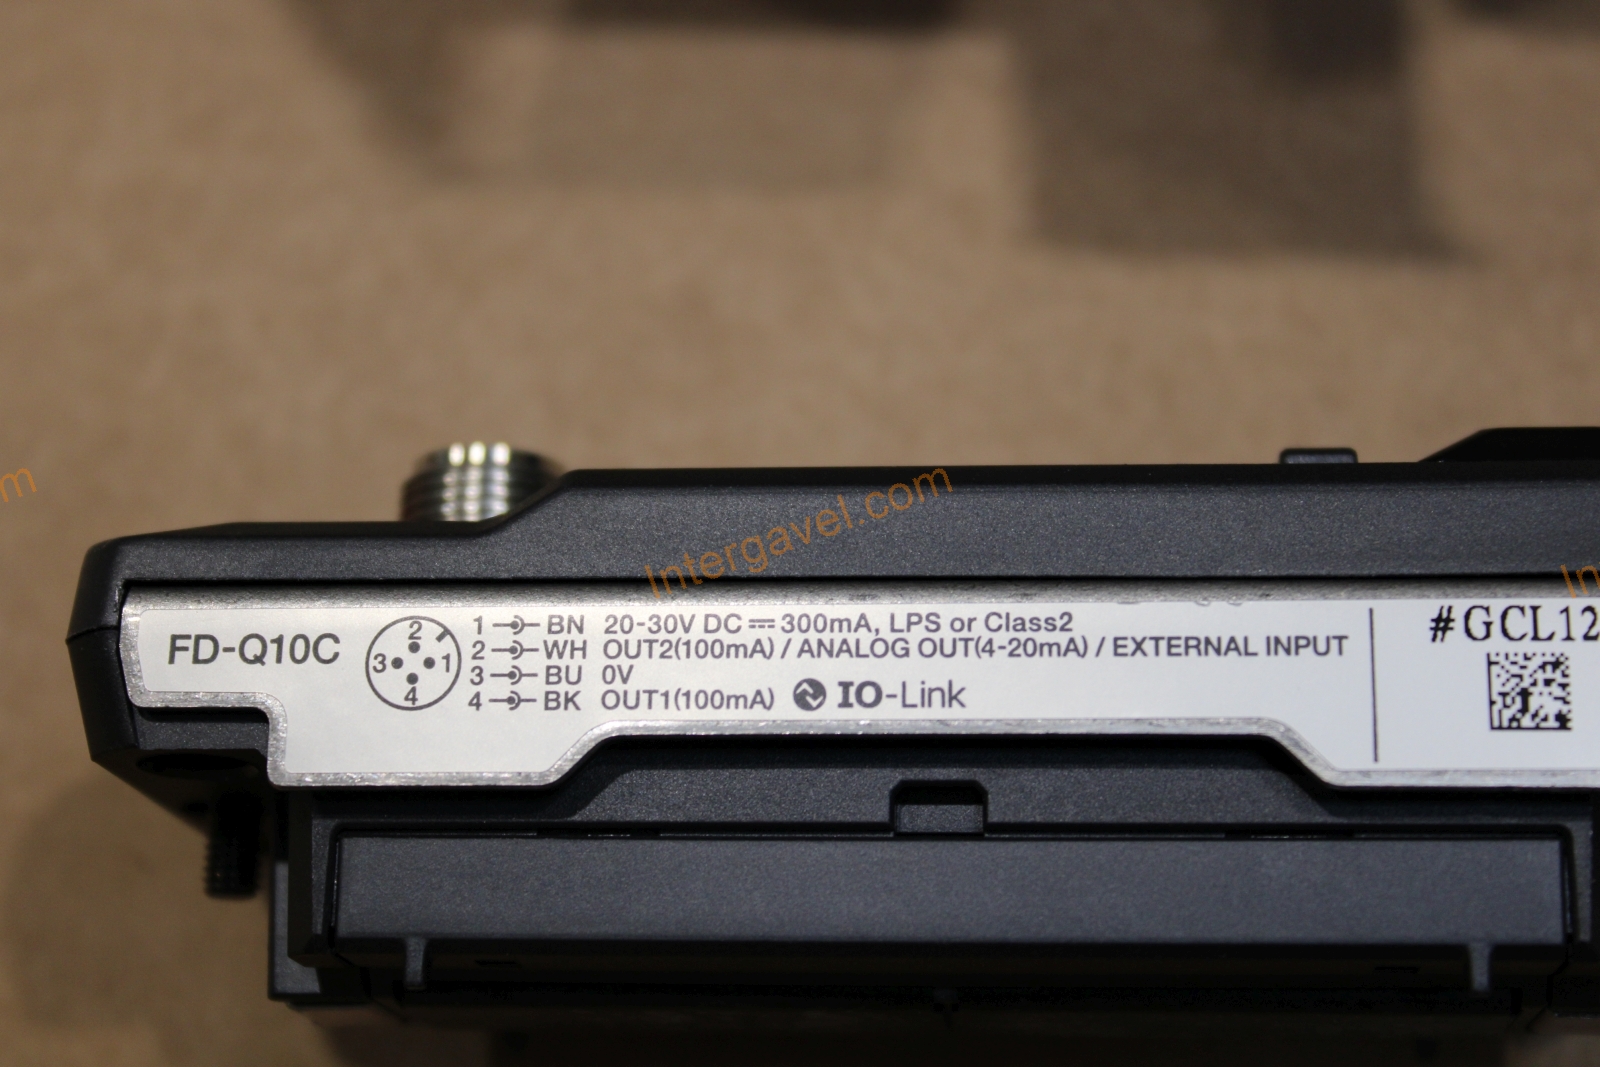 Intergavel.com
FD-Q10C
2
3 1
4
1 BN 20-30V DC 300mA, LPS or Class2
2 WH OUT2(100mA) / ANALOG OUT(4-20mA) / EXTERNAL INPUT
3 BU 0V
4 BK OUT1(100mA) IO-Link
#GCL12